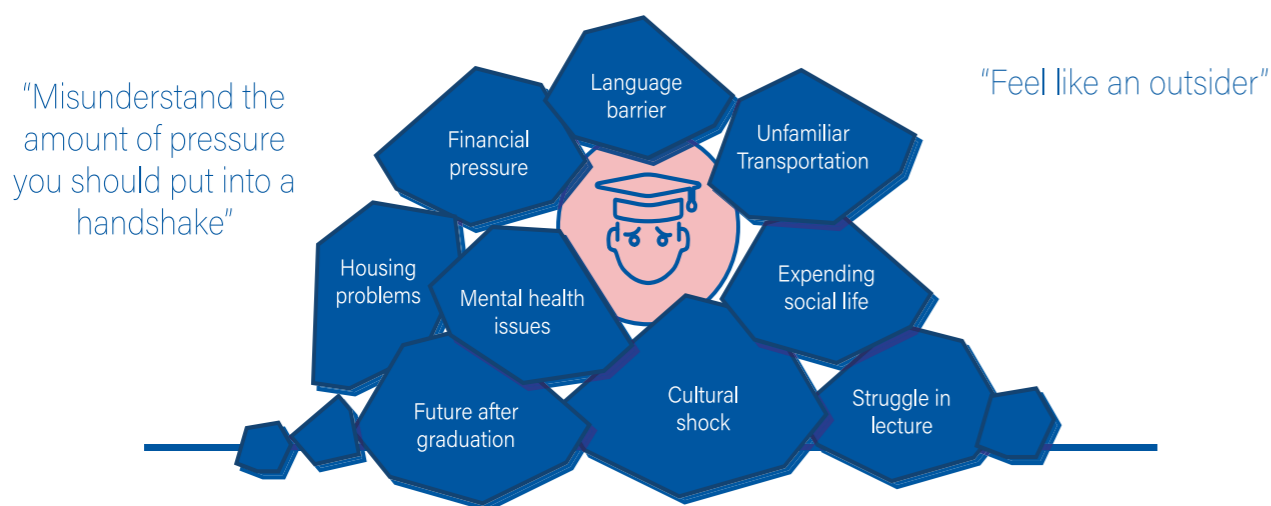 "Misunderstand the
amount of pressure
you should put into a
handshake"
"Feel like an outsider"
Language
barrier
Financial
pressure
Unfamiliar
Transportation
Housing
problems
Mental health
issues
Expending
social life
Future after
graduation
Cultural
shock
Struggle in
lecture